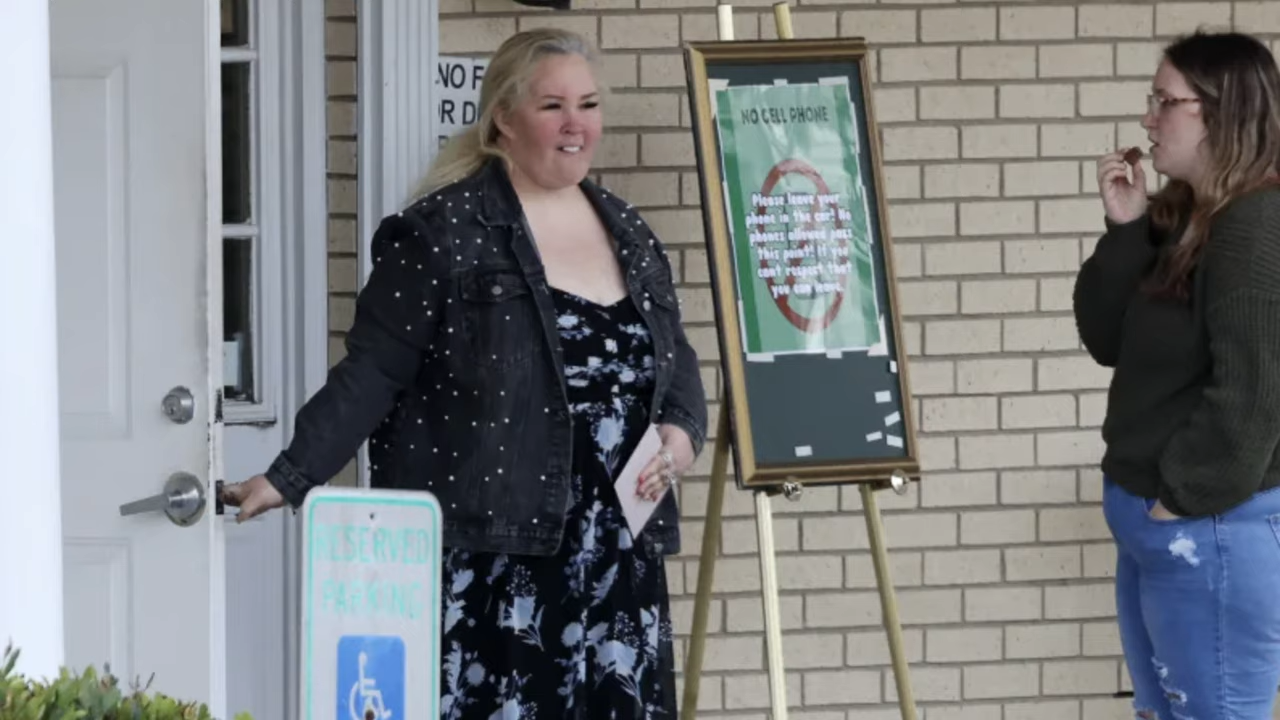 NO F
OR D
NO CELL PHONE
Please leave your
phone in the car! No
phones allowed pass
this point! If you
cant respect that
you can leave.
RESERVED
PARKING